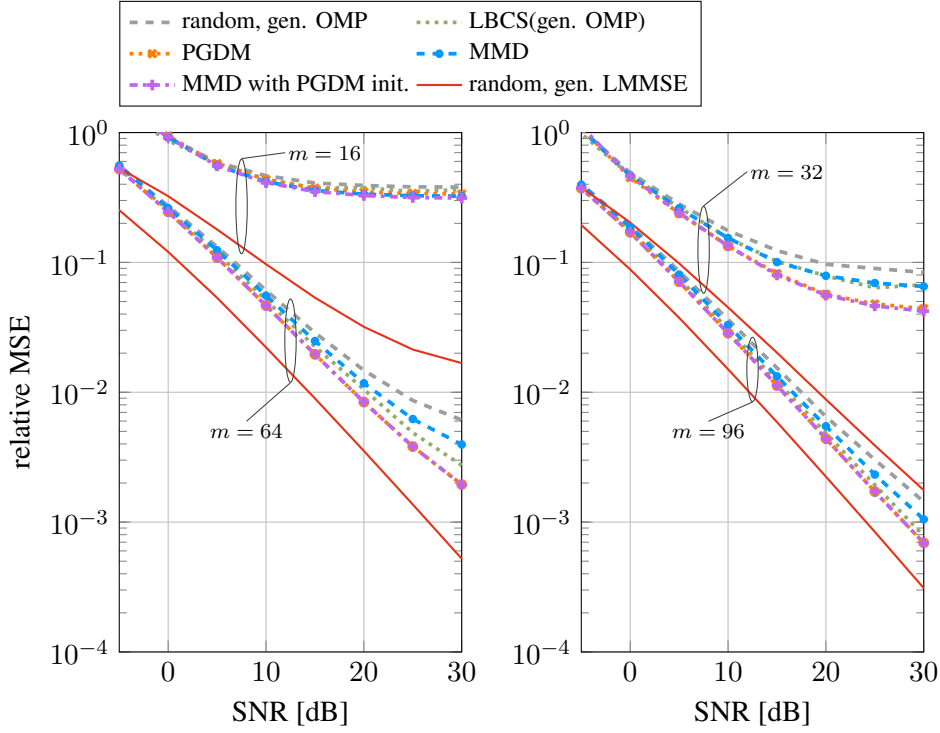 random, gen. OMP
LBCS(gen. OMP)
PGDM
MMD
MMD with PGDM init.
random, gen. LMMSE
relative MSE
10^0
10^−1
10^−2
10^−3
10^−4
m = 16
m = 64
0 10 20 30
SNR [dB]
10^0
10^−1
10^−2
10^−3
10^−4
m = 32
m = 96
0 10 20 30
SNR [dB]